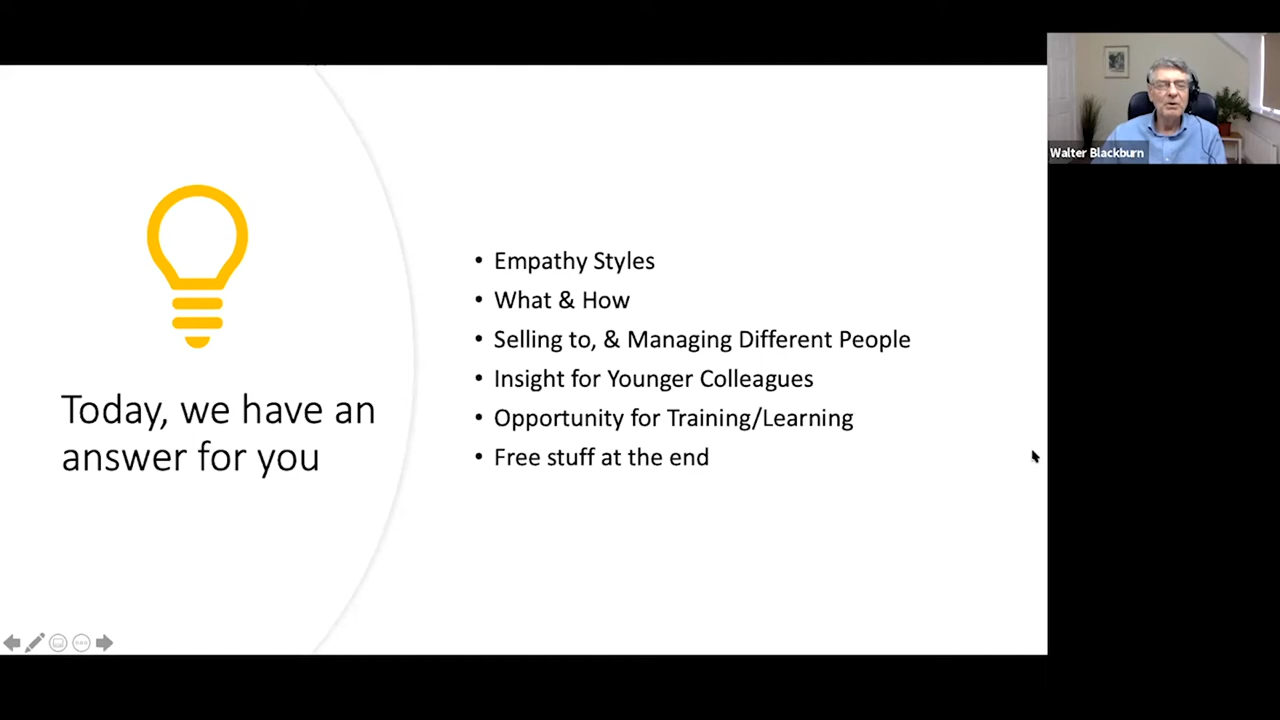 Walter Blackburn
Today, we have an
answer for you
• Empathy Styles
• What & How
• Selling to, & Managing Different People
• Insight for Younger Colleagues
• Opportunity for Training/Learning
• Free stuff at the end